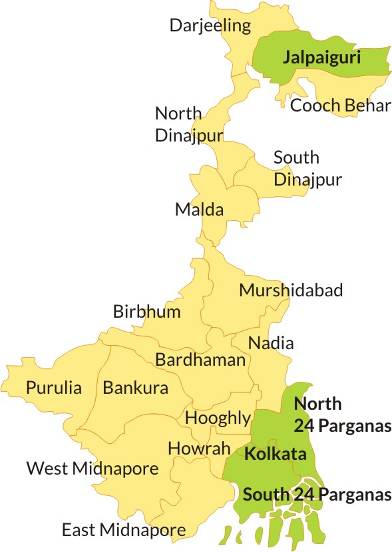 Darjeeling
Jalpaiguri
Cooch Behar
North
Dinajpur
South
Dinajpur
Malda
Murshidabad
Birbhum
Nadia
Bardhaman
Purulia
Bankura
North
24 Parganas
Hooghly
Howrah
Kolkata
West Midnapore
South 24 Parganas
East Midnapore